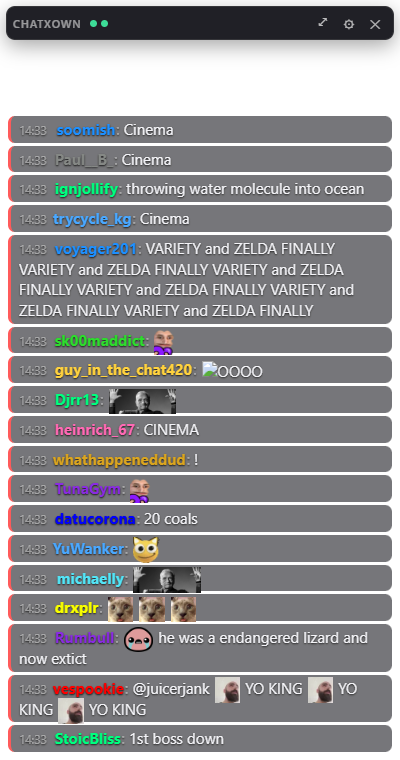 CHATXOWN
14:33 soomish: Cinema
14:33 Paul__B_: Cinema
14:33 ignjollify: throwing water molecule into ocean
14:33 trycycle_kg: Cinema
14:33 voyager201: VARIETY and ZELDA FINALLY
VARIETY and ZELDA FINALLY VARIETY and ZELDA
FINALLY VARIETY and ZELDA FINALLY VARIETY and
ZELDA FINALLY VARIETY and ZELDA FINALLY
14:33 sk00maddict:
14:33 guy_in_the_chat420: OOOO
14:33 Djrr13:
14:33 heinrich_67: CINEMA
14:33 whathappeneddud: !
14:33 TunaGym:
14:33 datucorona: 20 coals
14:33 YuWanker:
14:33 michaelly:
14:33 drxplr:
14:33 Rumbull: he was a endangered lizard and
now extict
14:33 vespookle: @juicerjank YO KING YO
KING YO KING
14:33 StoicBliss: 1st boss down